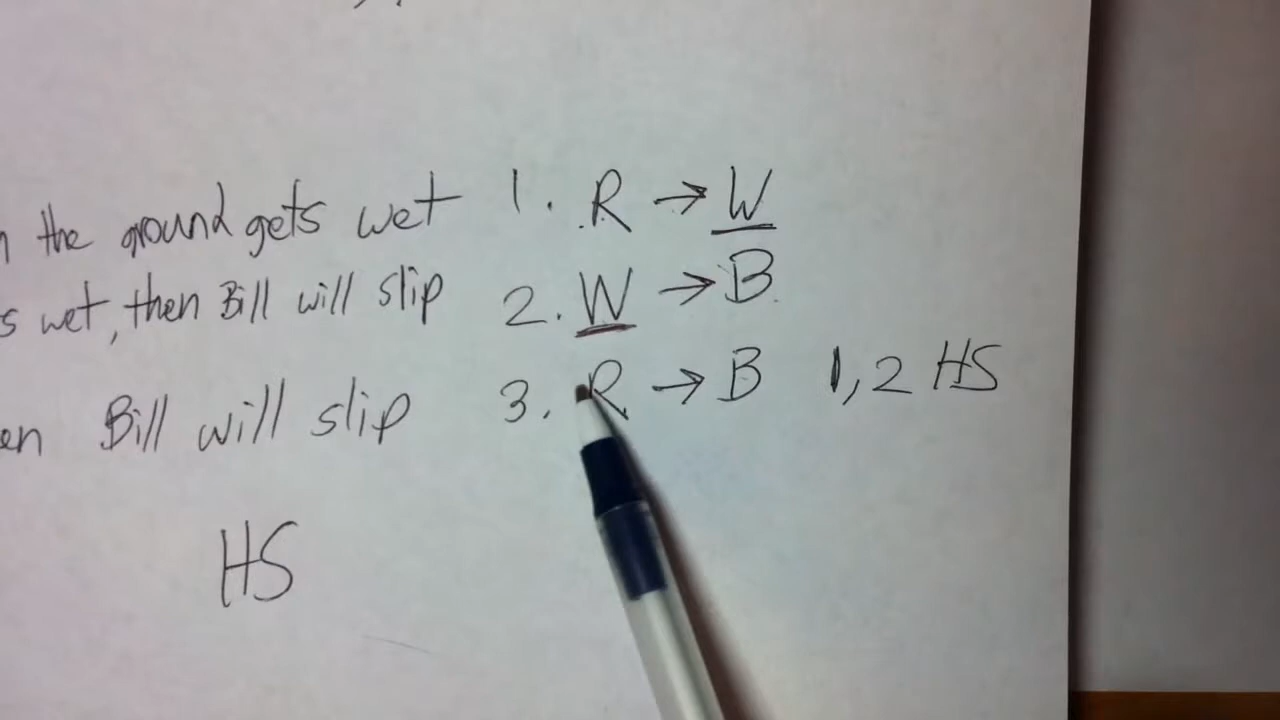 the ground gets wet 1. R → W
wet, then Bill will slip 2. W → B
Bill will slip 3. R → B 1,2 HS
HS